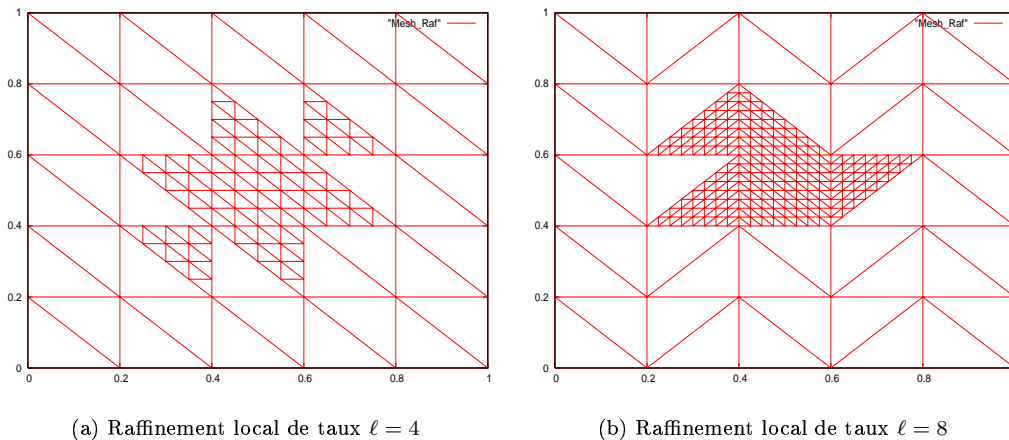 1
"Mesh_Raf"
0.8
0.6
0.4
0.2
0
0 0.2 0.4 0.6 0.8 1
1
"Mesh_Raf"
0.8
0.6
0.4
0.2
0
0 0.2 0.4 0.6 0.8
(a) Raffinement local de taux ℓ = 4
(b) Raffinement local de taux ℓ = 8